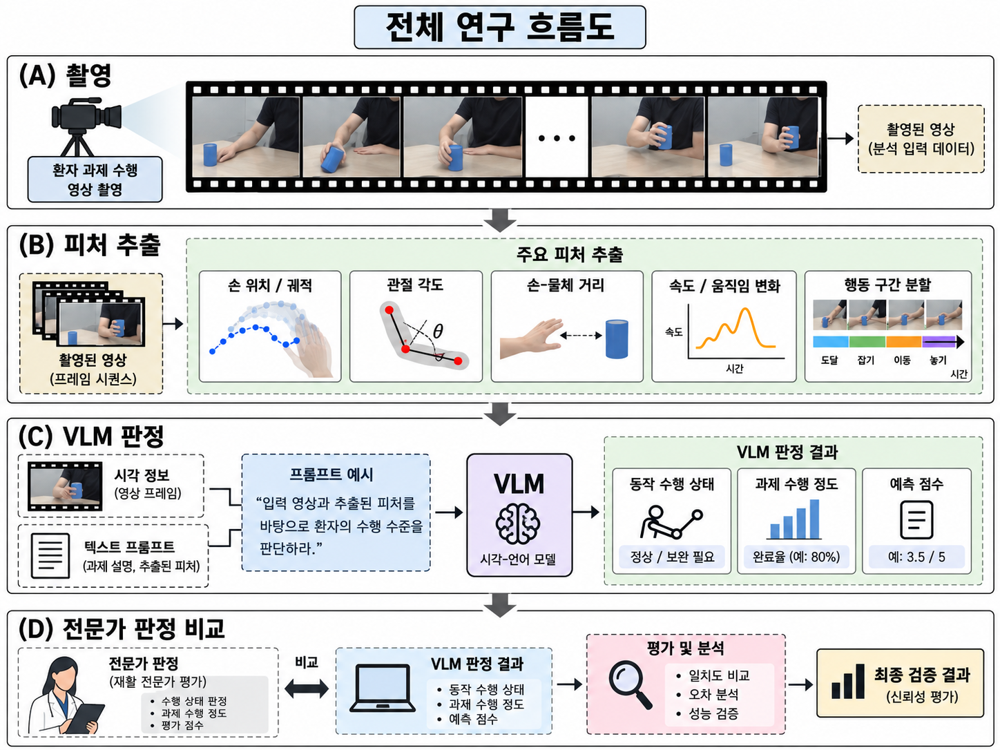 전체 연구 흐름도
(A) 촬영
환자 과제 수행
영상 촬영
촬영된 영상
(분석 입력 데이터)
(B) 피처 추출
촬영된 영상
(프레임 시퀀스)
주요 피처 추출
손 위치 / 궤적
관절 각도
θ
손-물체 거리
속도 / 움직임 변화
속도
시간
행동 구간 분할
도달 잡기 이동 놓기
시간
(C) VLM 판정
시각 정보
(영상 프레임)
텍스트 프롬프트
(과제 설명, 추출된 피처)
프롬프트 예시
“입력 영상과 추출된 피처를
바탕으로 환자의 수행 수준을
판단하라.”
VLM
시각-언어 모델
VLM 판정 결과
동작 수행 상태
정상 / 보완 필요
과제 수행 정도
완료율 (예: 80%)
예측 점수
예: 3.5 / 5
(D) 전문가 판정 비교
전문가 판정
(재활 전문가 평가)
• 수행 상태 판정
• 과제 수행 정도
• 평가 점수
비교
VLM 판정 결과
• 동작 수행 상태
• 과제 수행 정도
• 예측 점수
평가 및 분석
• 일치도 비교
• 오차 분석
• 성능 검증
최종 검증 결과
(신뢰성 평가)